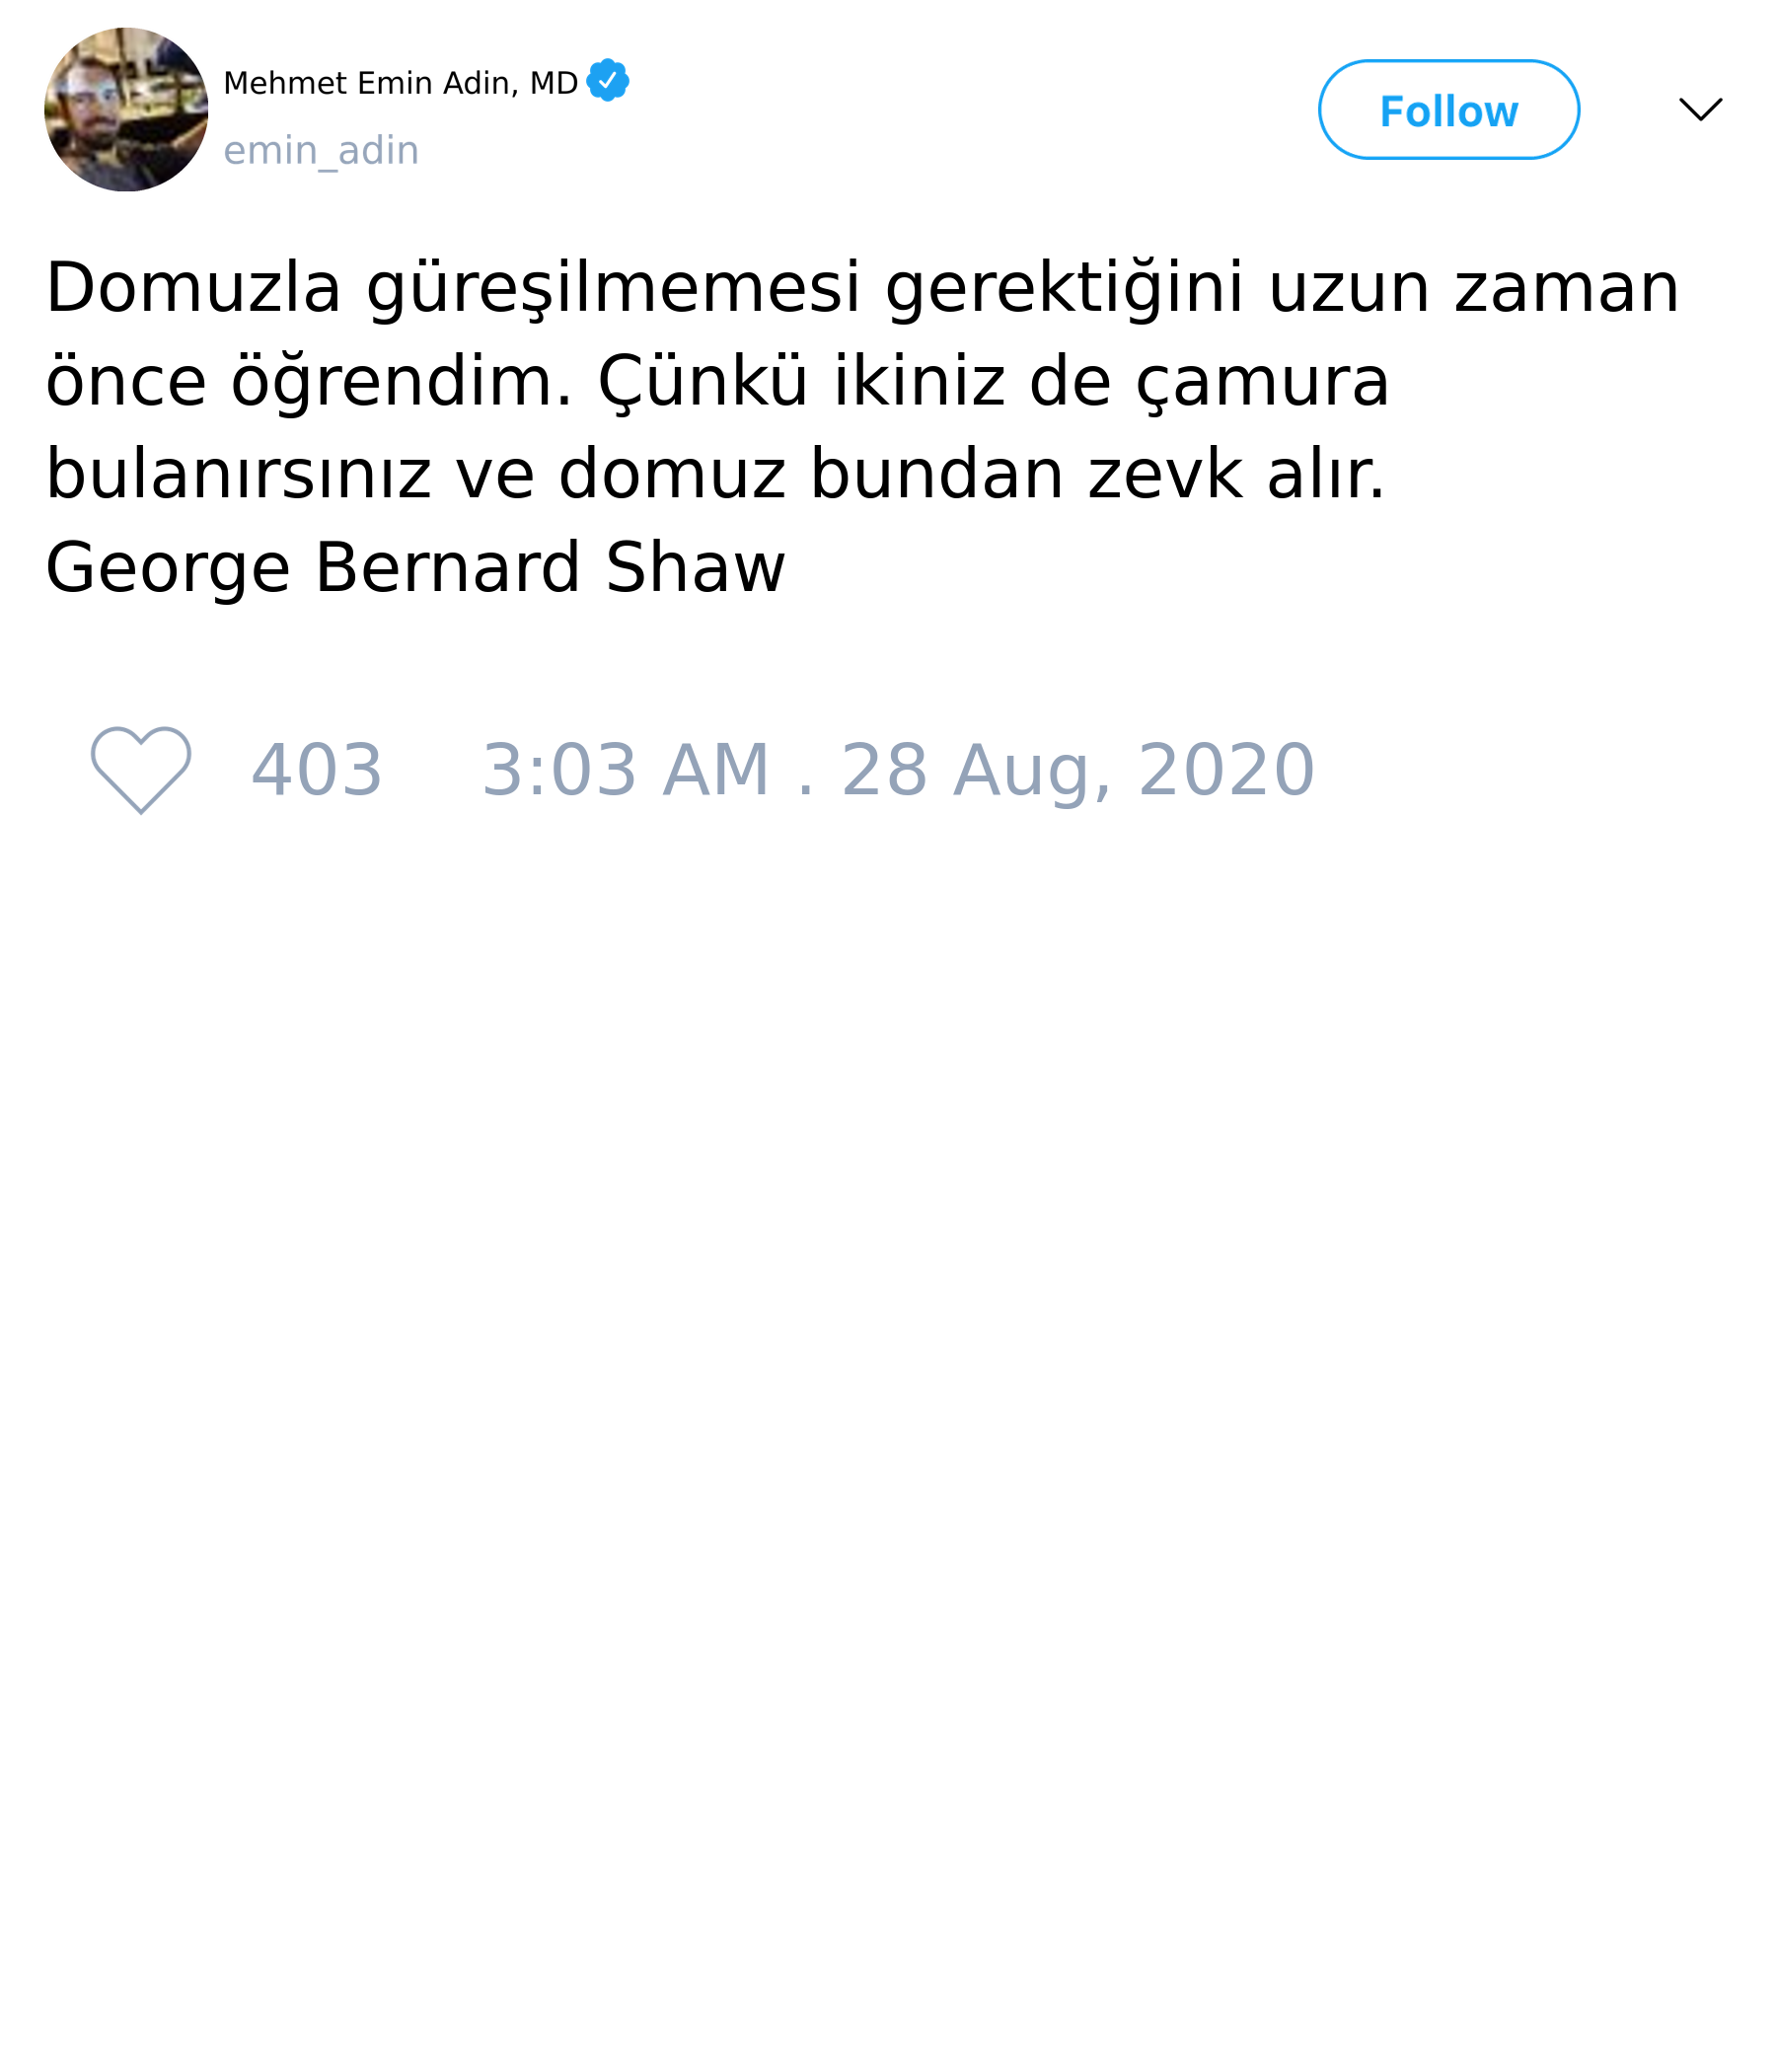 Mehmet Emin Adin, MD
emin_adin
Follow
Domuzla güreşilmemesi gerektiğini uzun zaman
önce öğrendim. Çünkü ikiniz de çamura
bulanırsınız ve domuz bundan zevk alır.
George Bernard Shaw
403 3:03 AM . 28 Aug, 2020